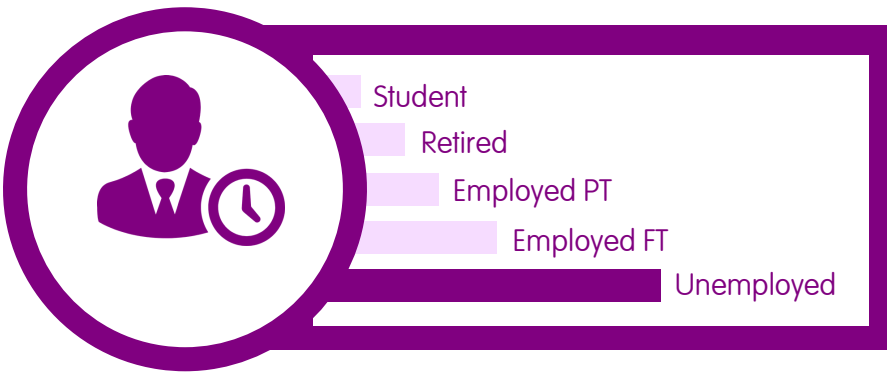 Student
Retired
Employed PT
Employed FT
Unemployed